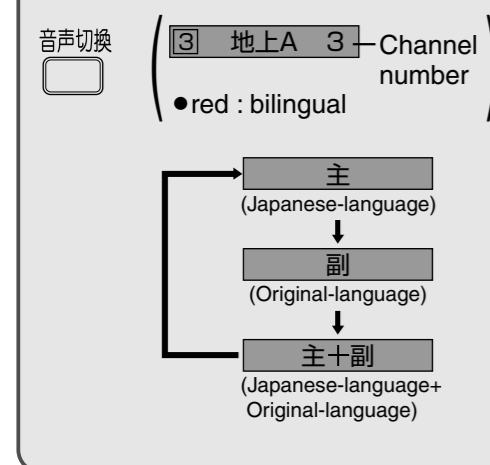 音声切換
3 地上A 3 Channel number
●red : bilingual
主
(Japanese-language)
副
(Original-language)
主+副
(Japanese-language+
Original-language)